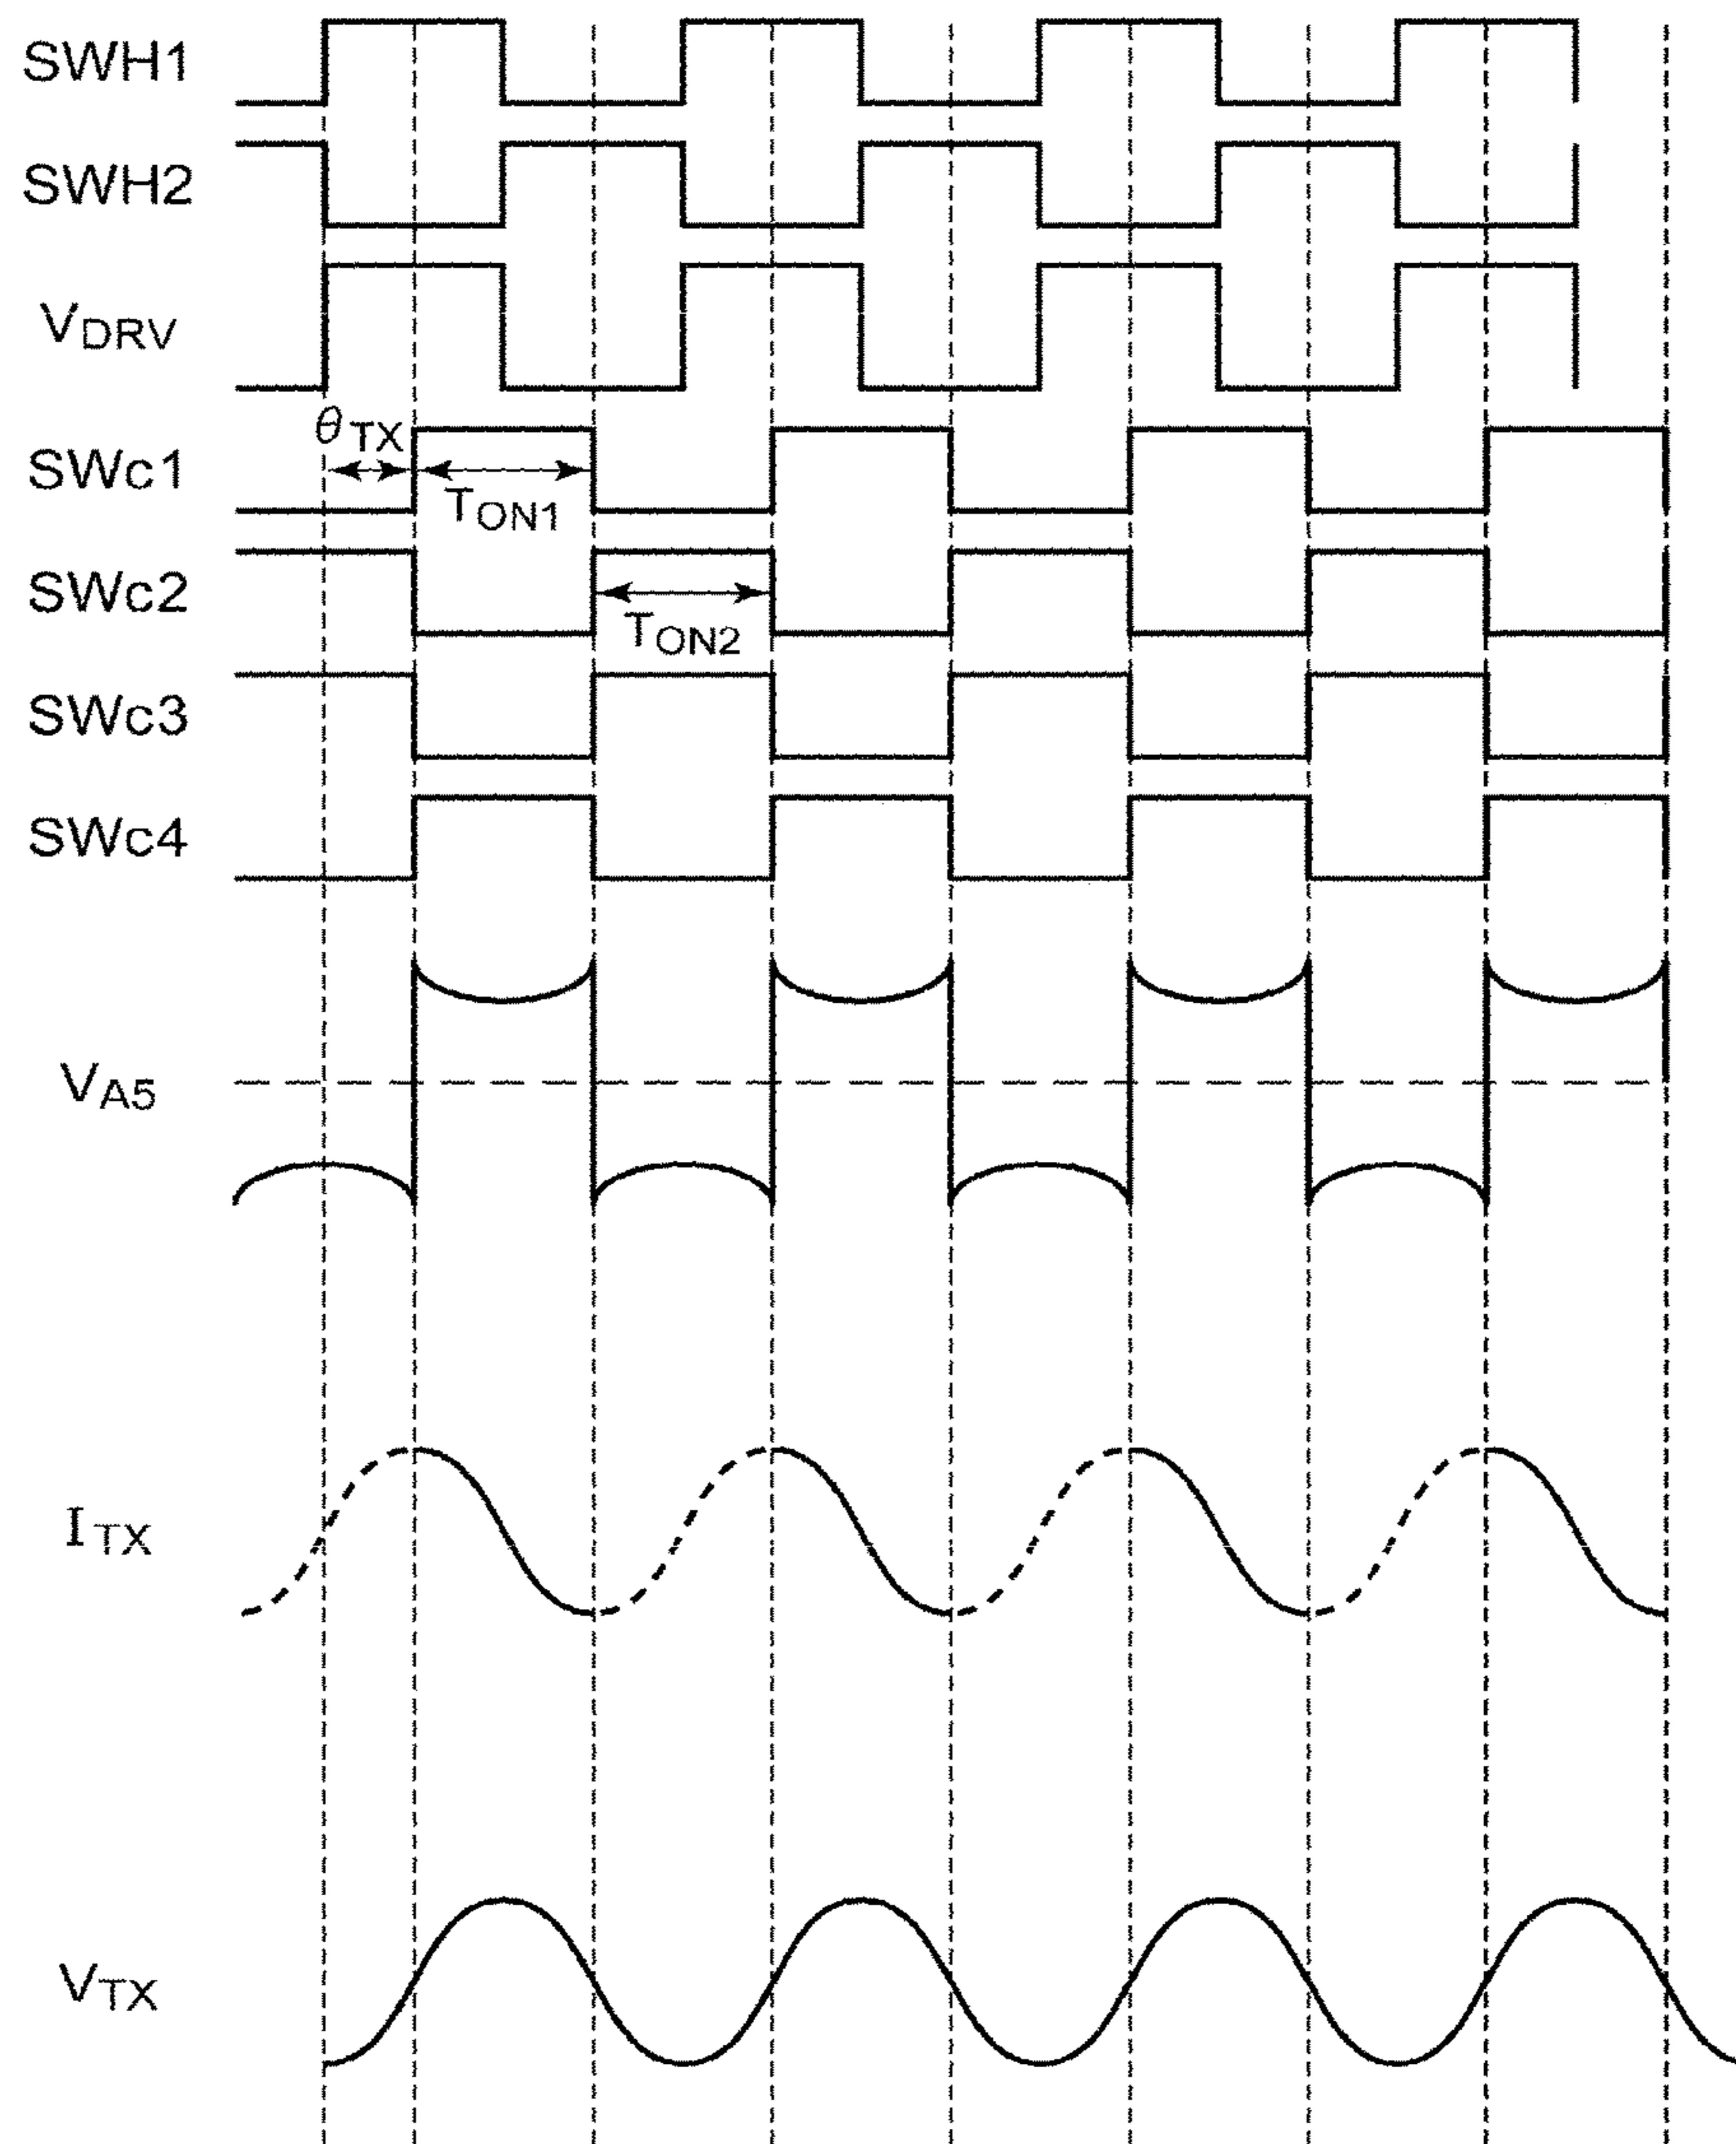 SWH1
SWH2
VDRV
θTX
SWc1
TON1
SWc2
TON2
SWc3
SWc4
VA5
ITX
VTX